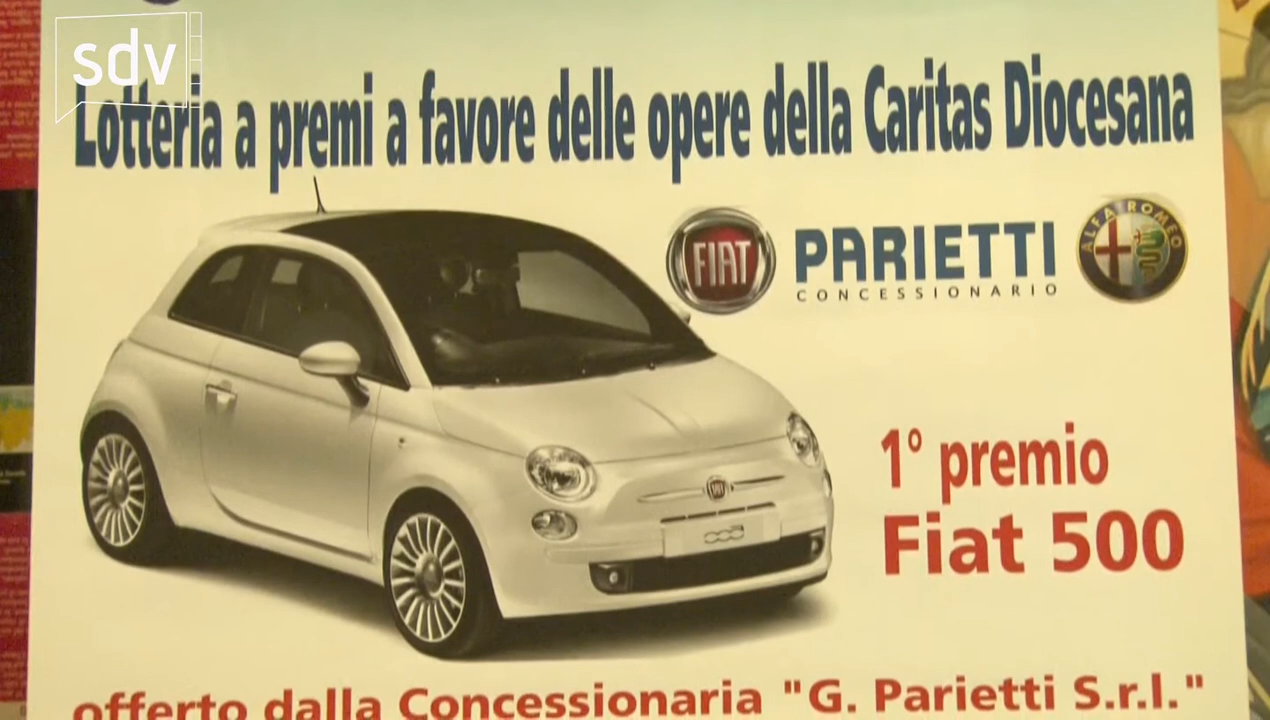 sdv
Lotteria a premi a favore delle opere della Caritas Diocesana
FIAT
PARIETTI
CONCESSIONARIO
ALFA ROMEO
1° premio
Fiat 500
offerto dalla Concessionaria "G. Parietti S.r.l."